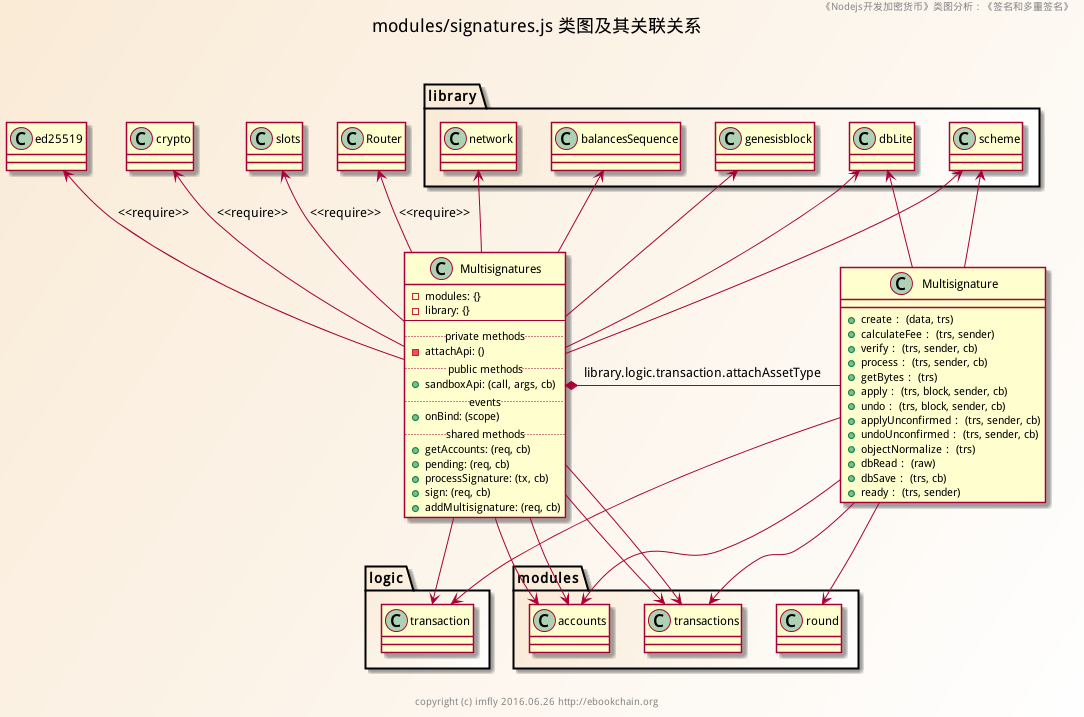 《Nodejs开发加密货币》类图分析：《签名和多重签名》
modules/signatures.js 类图及其关联关系
library
C ed25519
C crypto
C slots
C Router
C network
C balancesSequence
C genesisblock
C dbLite
C scheme
<<require>>
<<require>>
<<require>>
<<require>>
C Multisignatures
modules: {}
library: {}
private methods
attachApi: ()
public methods
sandboxApi: (call, args, cb)
events
onBind: (scope)
shared methods
getAccounts: (req, cb)
pending: (req, cb)
processSignature: (tx, cb)
sign: (req, cb)
addMultisignature: (req, cb)
library.logic.transaction.attachAssetType
C Multisignature
create： (data, trs)
calculateFee： (trs, sender)
verify： (trs, sender, cb)
process： (trs, sender, cb)
getBytes： (trs)
apply： (trs, block, sender, cb)
undo： (trs, block, sender, cb)
applyUnconfirmed： (trs, sender, cb)
undoUnconfirmed： (trs, sender, cb)
objectNormalize： (trs)
dbRead： (raw)
dbSave： (trs, cb)
ready： (trs, sender)
logic
C transaction
modules
C accounts
C transactions
C round
copyright (c) imfly 2016.06.26 http://ebookchain.org